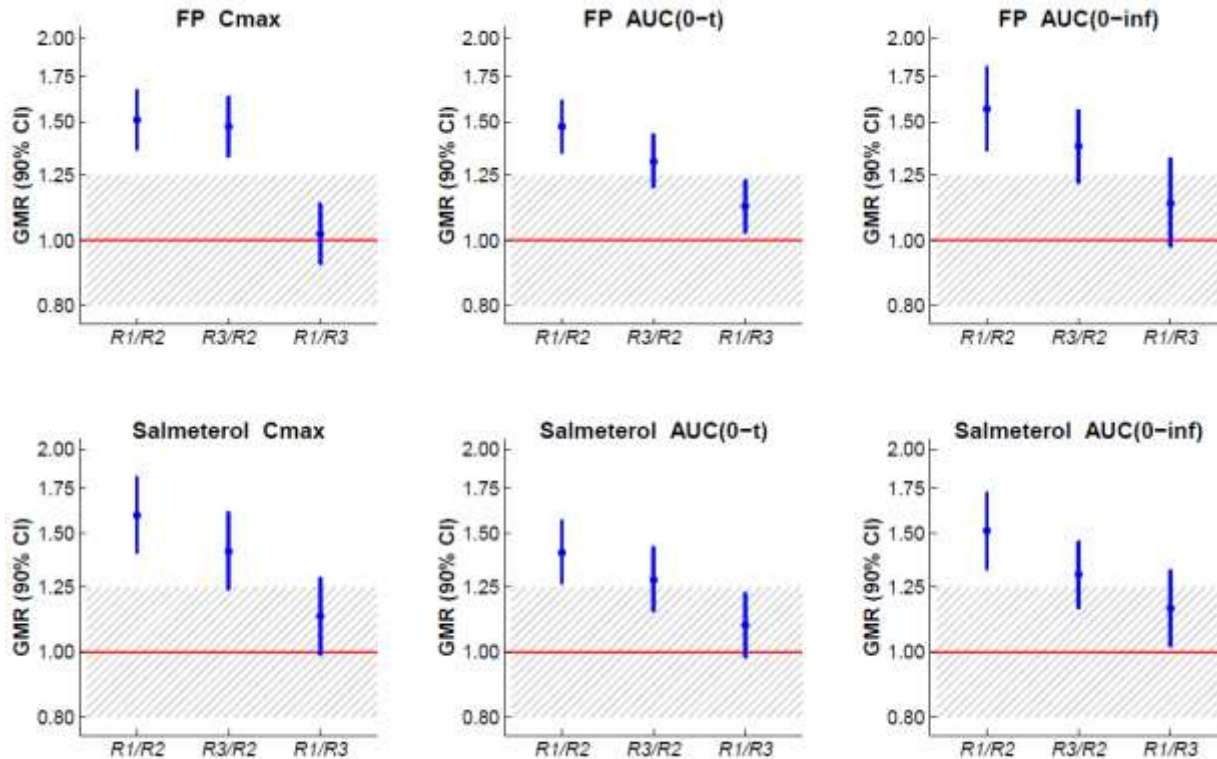 FP Cmax
GMR (90% CI)
2.00
1.75
1.50
1.25
1.00
0.80
R1/R2 R3/R2 R1/R3
FP AUC(0−t)
GMR (90% CI)
2.00
1.75
1.50
1.25
1.00
0.80
R1/R2 R3/R2 R1/R3
FP AUC(0−inf)
GMR (90% CI)
2.00
1.75
1.50
1.25
1.00
0.80
R1/R2 R3/R2 R1/R3
Salmeterol Cmax
GMR (90% CI)
2.00
1.75
1.50
1.25
1.00
0.80
R1/R2 R3/R2 R1/R3
Salmeterol AUC(0−t)
GMR (90% CI)
2.00
1.75
1.50
1.25
1.00
0.80
R1/R2 R3/R2 R1/R3
Salmeterol AUC(0−inf)
GMR (90% CI)
2.00
1.75
1.50
1.25
1.00
0.80
R1/R2 R3/R2 R1/R3